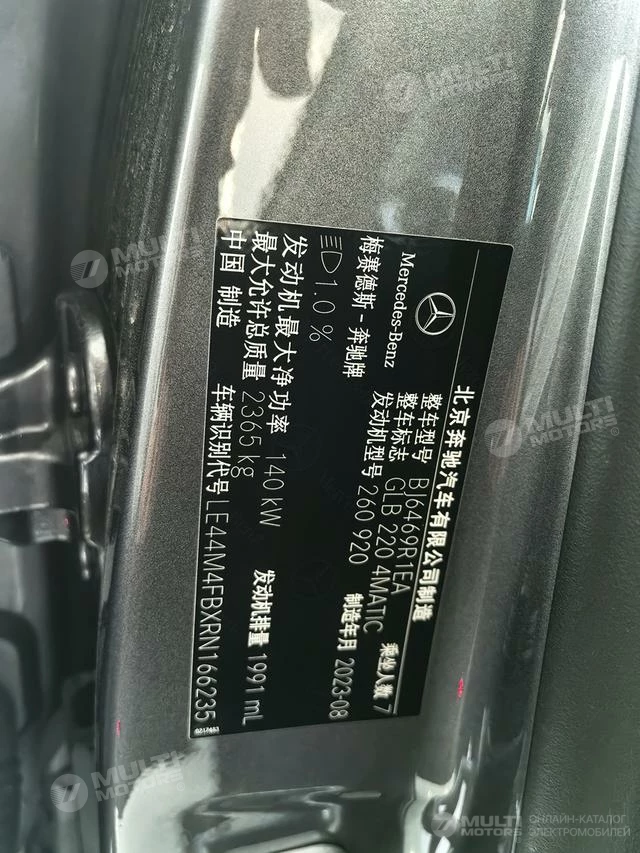 北京奔驰汽车有限公司制造
Mercedes-Benz
梅赛德斯-奔驰牌
整车型号 BJ6469R1EA 乘坐人数 7
整车标志 GLB 220 4MATIC
发动机型号 260 920 制造年月 2023-08
1.0 %
发动机最大净功率 140 kW 发动机排量 1991 mL
最大允许总质量 2365 kg
中国 制造 车辆识别代号 LE44M4FBXRN166235
MULTI MOTORS
MULTI MOTORS
MULTI MOTORS
MULTI MOTORS
MULTI MOTORS
ОНЛАЙН-КАТАЛОГ
ЭЛЕКТРОМОБИЛЕЙ